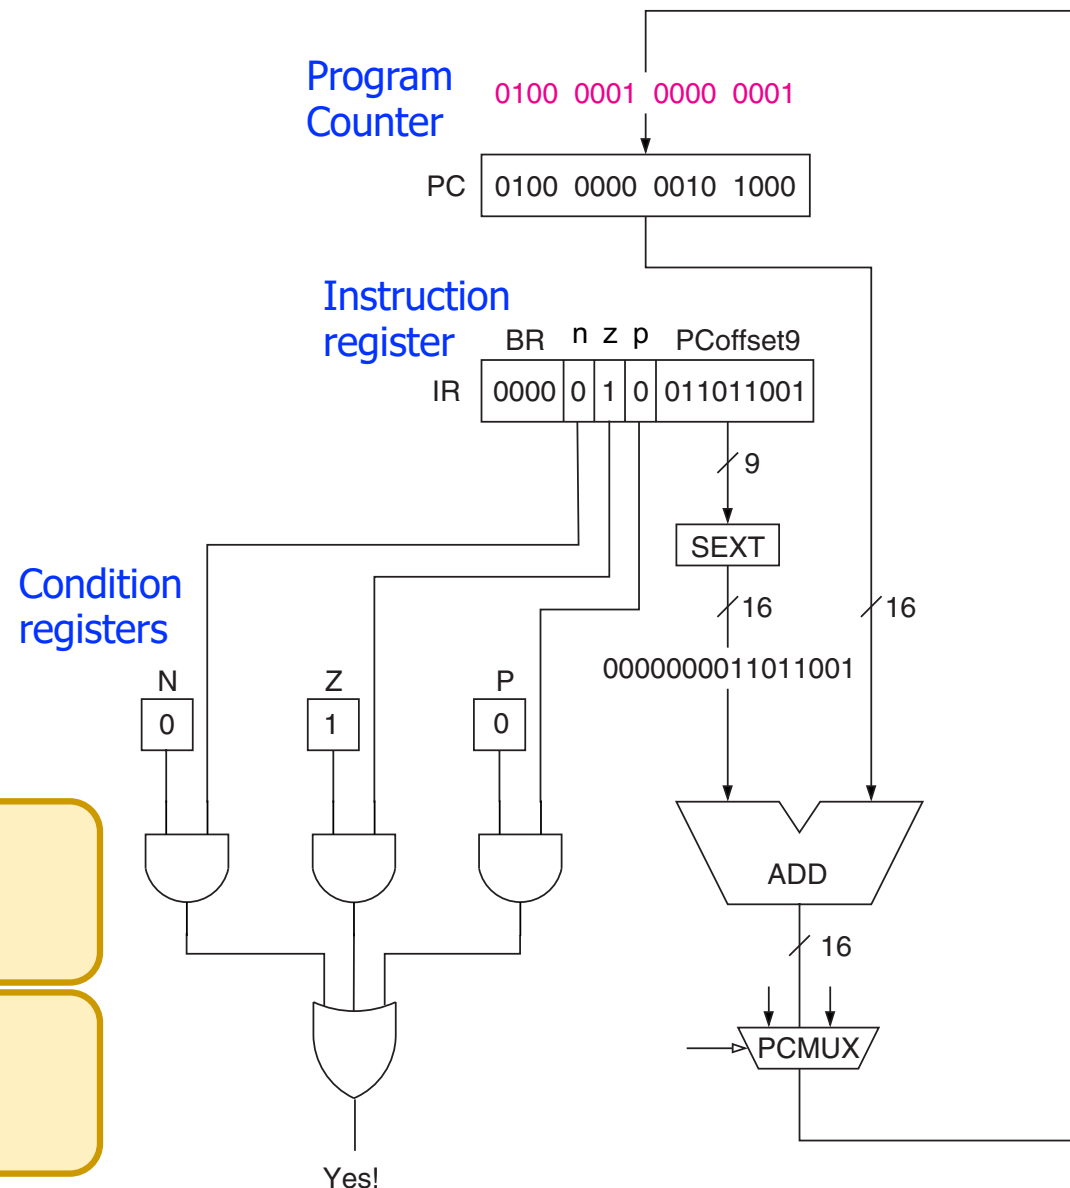 Program
Counter
0100 0001 0000 0001
PC
0100 0000 0010 1000
Instruction
register
BR n z p PCoffset9
IR
0000 0 1 0 011011001
9
SEXT
16
16
Condition
registers
0000000011011001
N
Z
P
0
1
0
ADD
16
PCMUX
Yes!